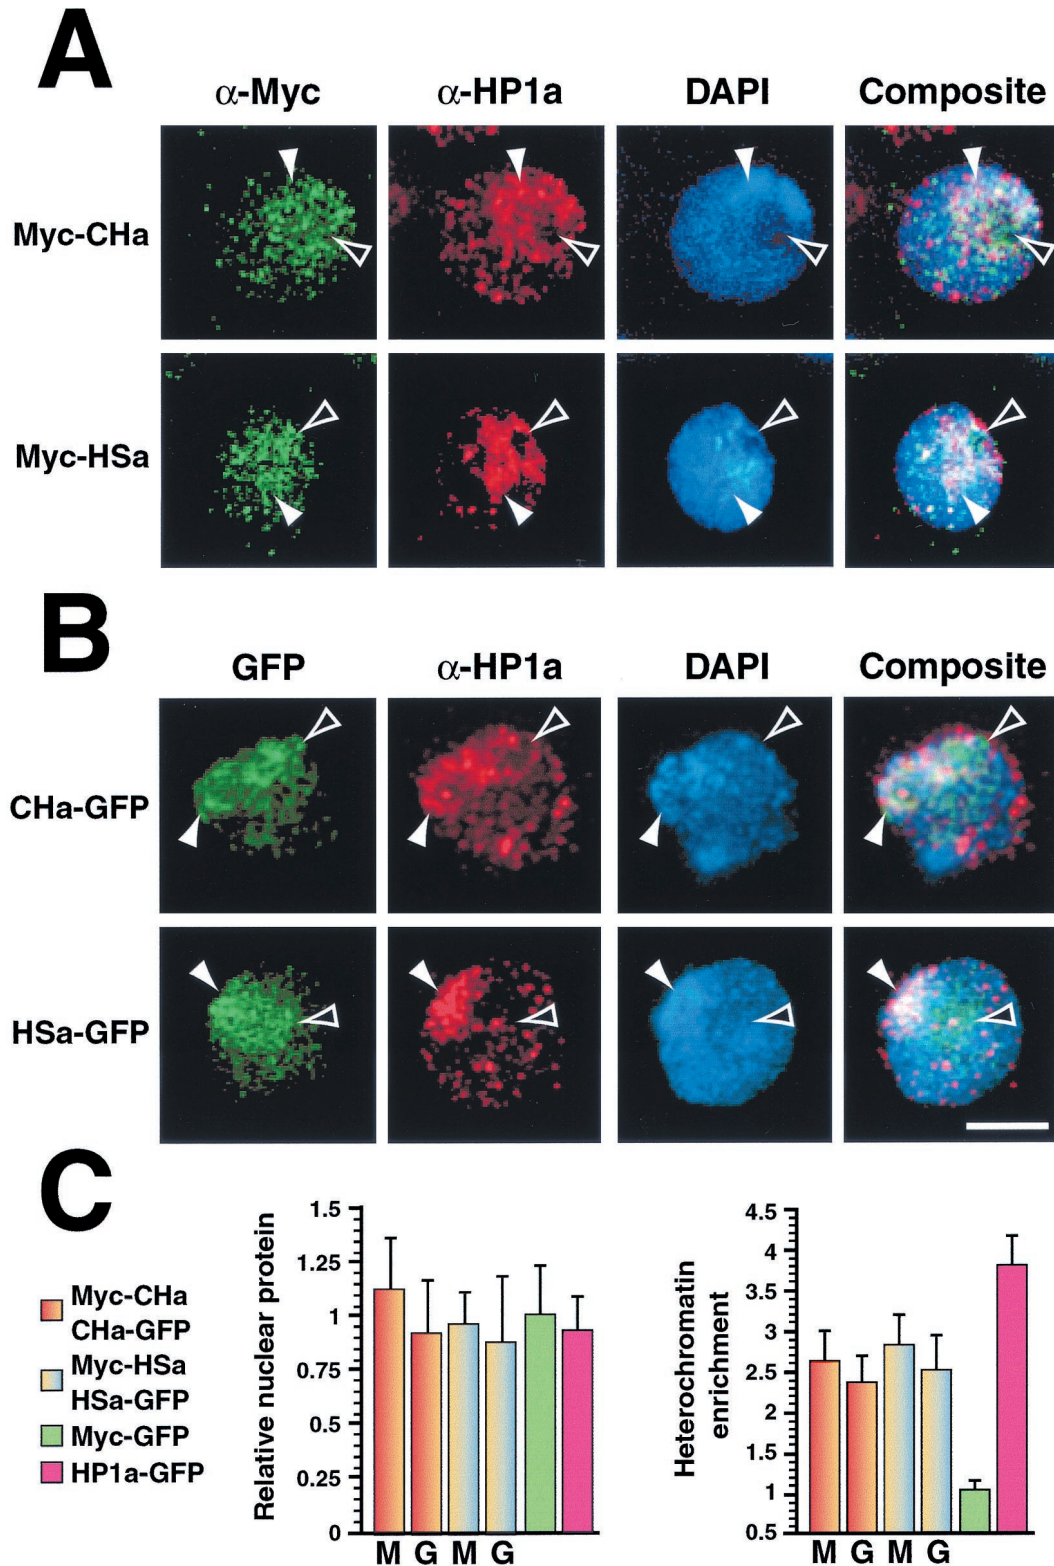 A
α-Myc α-HP1a DAPI Composite
Myc-CHa
Myc-HSa
B
GFP α-HP1a DAPI Composite
CHa-GFP
HSa-GFP
C
Myc-CHa
CHa-GFP
Myc-HSa
HSa-GFP
Myc-GFP
HP1a-GFP
Relative nuclear protein
1.5
1.25
1
0.75
0.5
0.25
0
M G M G
Heterochromatin
enrichment
4.5
4
3.5
3
2.5
2
1.5
1
0.5
M G M G